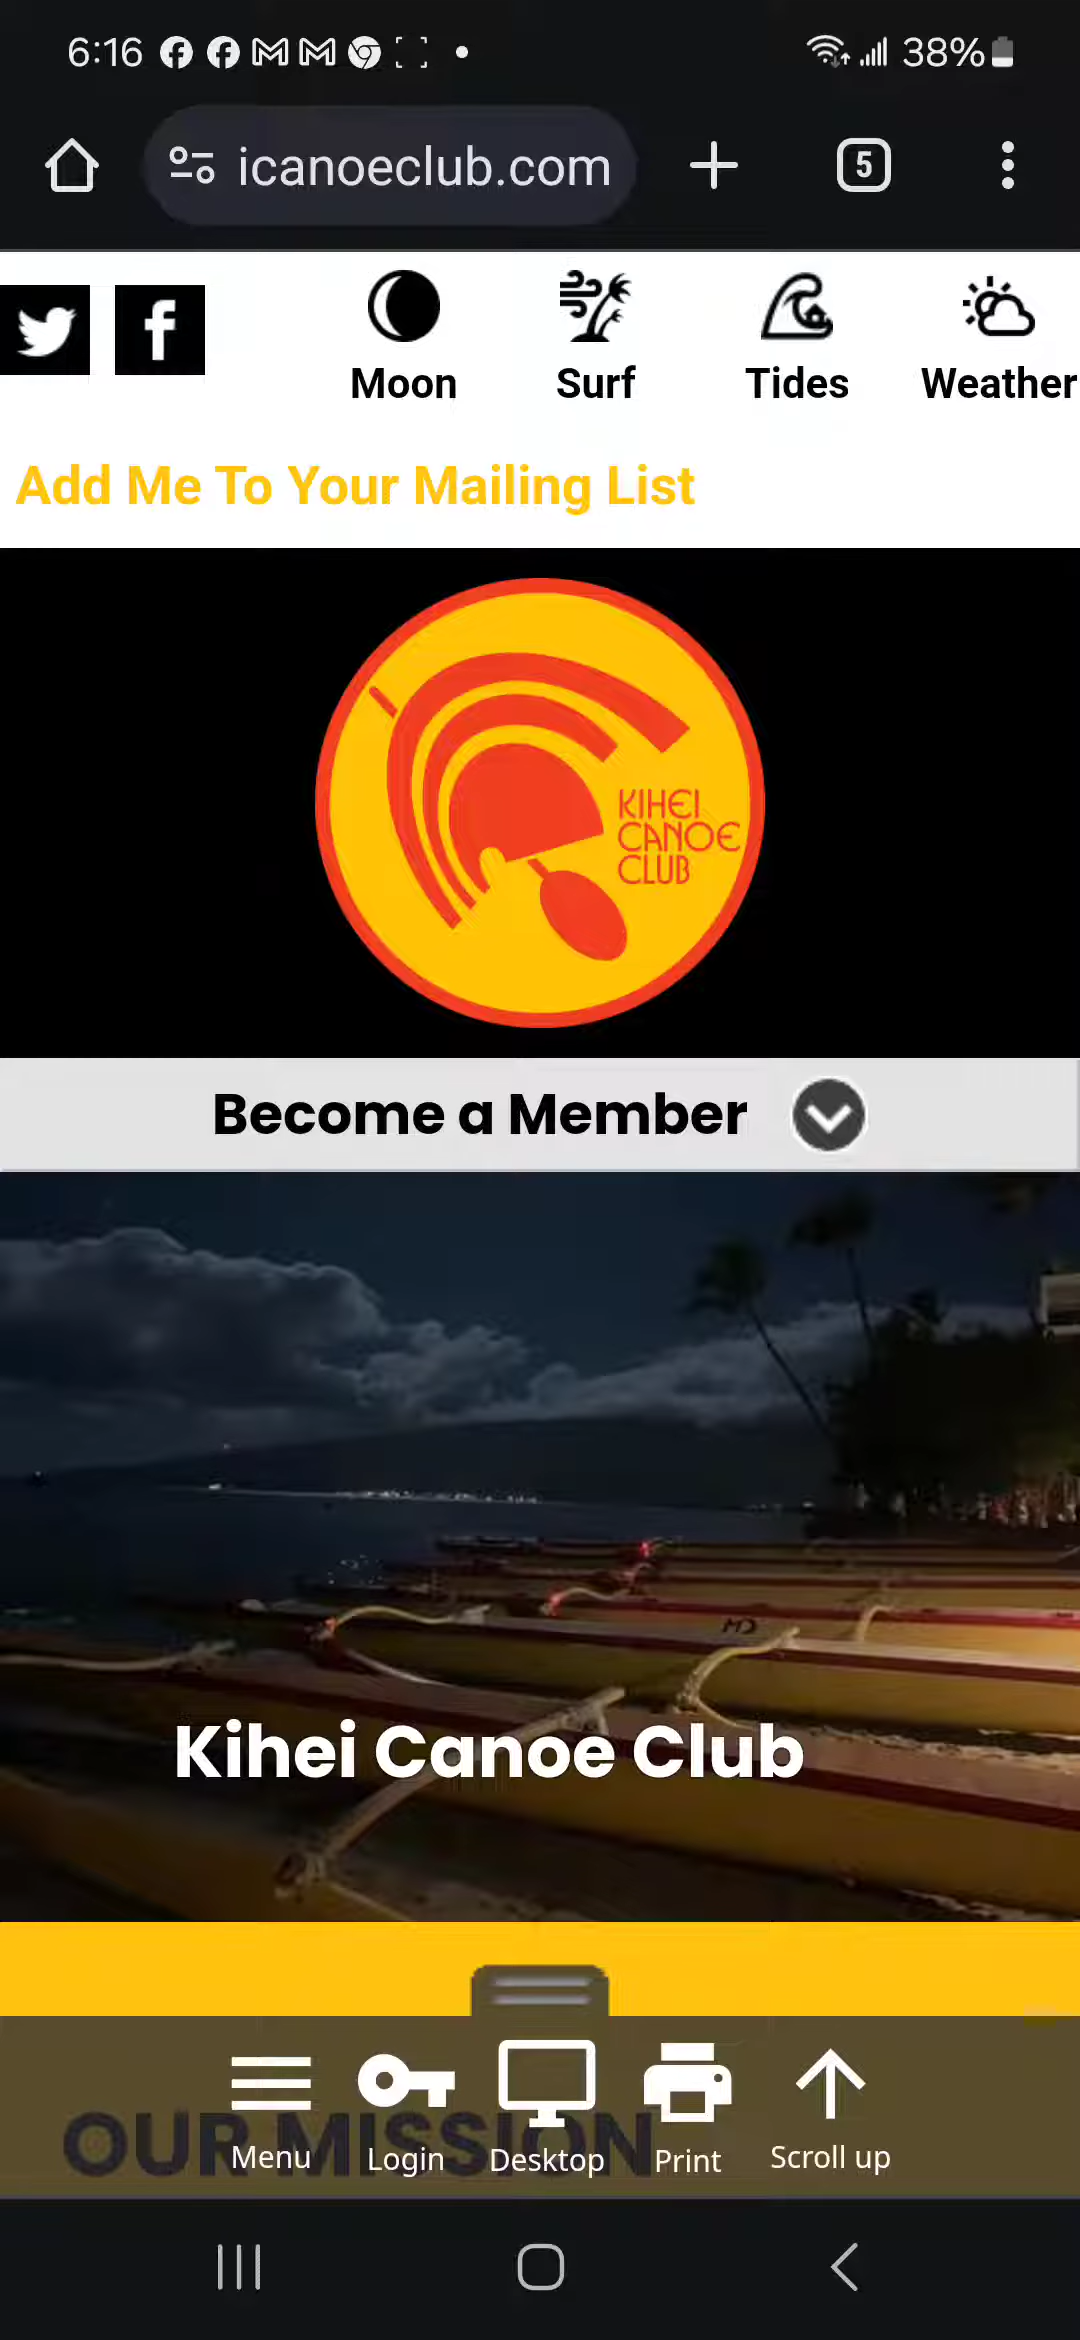 6:16 38%
icanoeclub.com 5
Moon Surf Tides Weather
Add Me To Your Mailing List
KIHEI
CANOE
CLUB
Become a Member
Kihei Canoe Club
OUR MISSION
Menu Login Desktop Print Scroll up